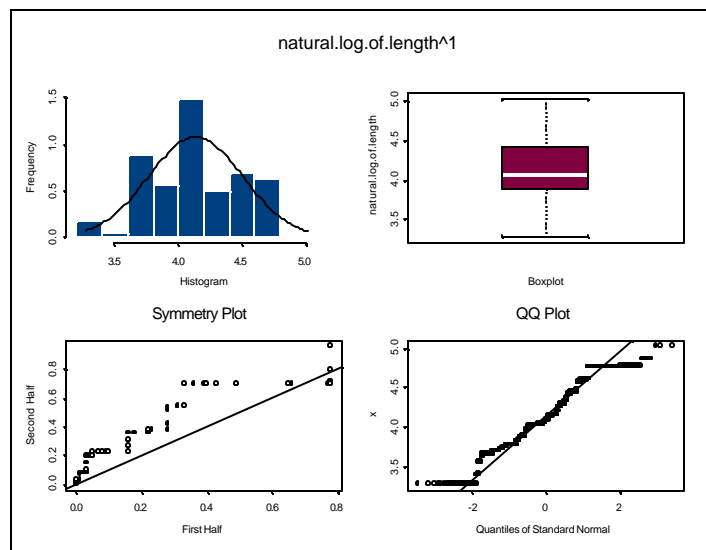 natural.log.of.length^1
Frequency
0.0 0.5 1.0 1.5
3.5 4.0 4.5 5.0
Histogram
natural.log.of.length
3.5 4.0 4.5 5.0
Boxplot
Symmetry Plot
Second Half
0.0 0.2 0.4 0.6 0.8
0.0 0.2 0.4 0.6 0.8
First Half
QQ Plot
x
3.5 4.0 4.5 5.0
-2 0 2
Quantiles of Standard Normal